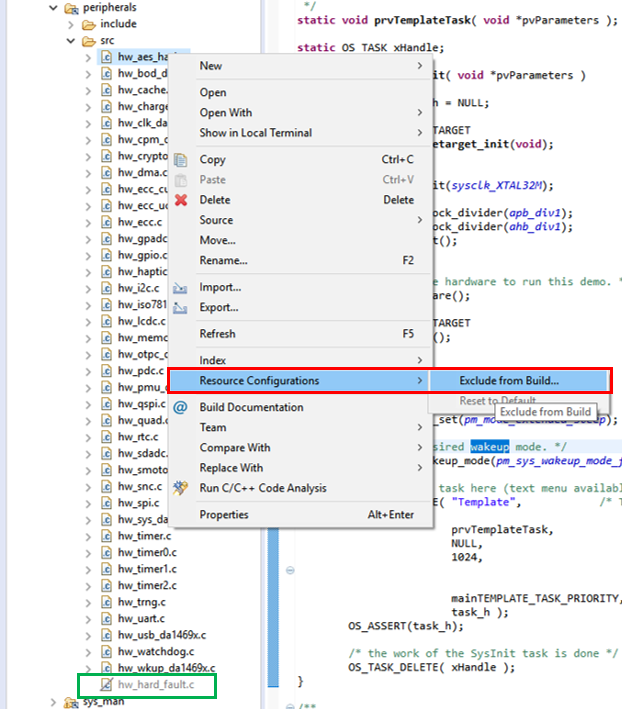 peripherals
include
src
hw_aes_ha
hw_bod_d
hw_cache.
hw_charge
hw_clk_da
hw_cpm_c
hw_crypto
hw_dma.c
hw_ecc_cu
hw_ecc_uc
hw_ecc.c
hw_gpadc
hw_gpio.c
hw_haptic
hw_i2c.c
hw_iso781
hw_lcdc.c
hw_memc
hw_otpc_c
hw_pdc.c
hw_pmu_c
hw_qspi.c
hw_quad.c
hw_rtc.c
hw_sdadc.
hw_smoto
hw_snc.c
hw_spi.c
hw_sys_da
hw_timer.c
hw_timer0.c
hw_timer1.c
hw_timer2.c
hw_trng.c
hw_uart.c
hw_usb_da1469x.c
hw_watchdog.c
hw_wkup_da1469x.c
hw_hard_fault.c
sys_man
New
Open
Open With
Show in Local Terminal
Copy Ctrl+C
Paste Ctrl+V
Delete Delete
Source
Move...
Rename... F2
Import...
Export...
Refresh F5
Index
Resource Configurations
Build Documentation
Team
Compare With
Replace With
Run C/C++ Code Analysis
Properties Alt+Enter
Exclude from Build...
Reset to Default
Exclude from Build
*/
static void prvTemplateTask( void *pvParameters );
static OS_TASK xHandle;
it( void *pvParameters )
h = NULL;
TARGET
etarget_init(void);
it(sysclk_XTAL32M);
ock_divider(apb_div1);
ock_divider(ahb_div1);
t();
e hardware to run this demo. *
are();
TARGET
();
_set(pm_mode_extended_sleep);
sired wakeup mode. */
keup_mode(pm_sys_wakeup_mode_f
task here (text menu availabl
E( "Template", /* T
prvTemplateTask,
NULL,
1024,
mainTEMPLATE_TASK_PRIORITY,
task_h );
OS_ASSERT(task_h);
/* the work of the SysInit task is done */
OS_TASK_DELETE( xHandle );
}
/**